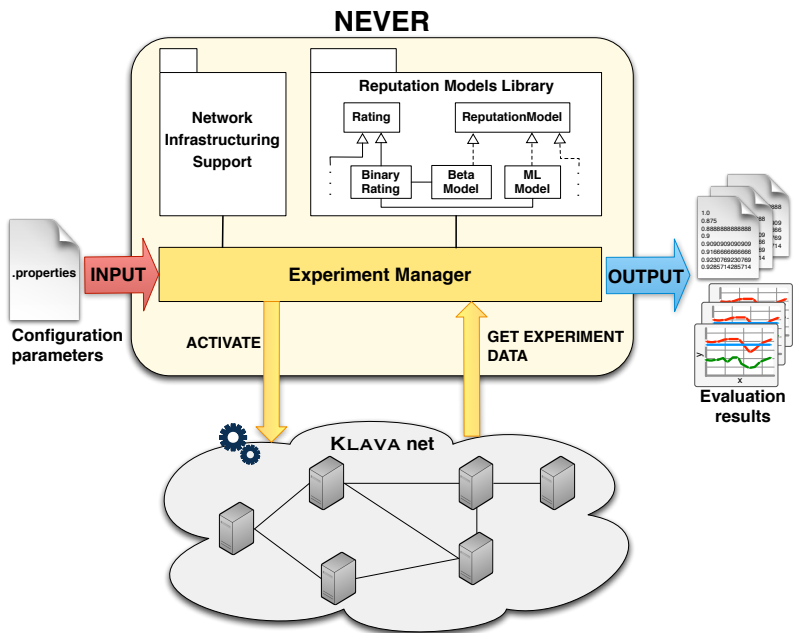 NEVER
Network
Infrastructuring
Support
Reputation Models Library
Rating
ReputationModel
Binary
Rating
Beta
Model
ML
Model
.properties
INPUT
Experiment Manager
OUTPUT
1.0
0.875
0.8888888888888
0.9
0.9090909090909
0.9166666666666
0.9230769230769
0.9285714285714
Configuration
parameters
ACTIVATE
GET EXPERIMENT
DATA
y
x
Evaluation
results
KLAVA net